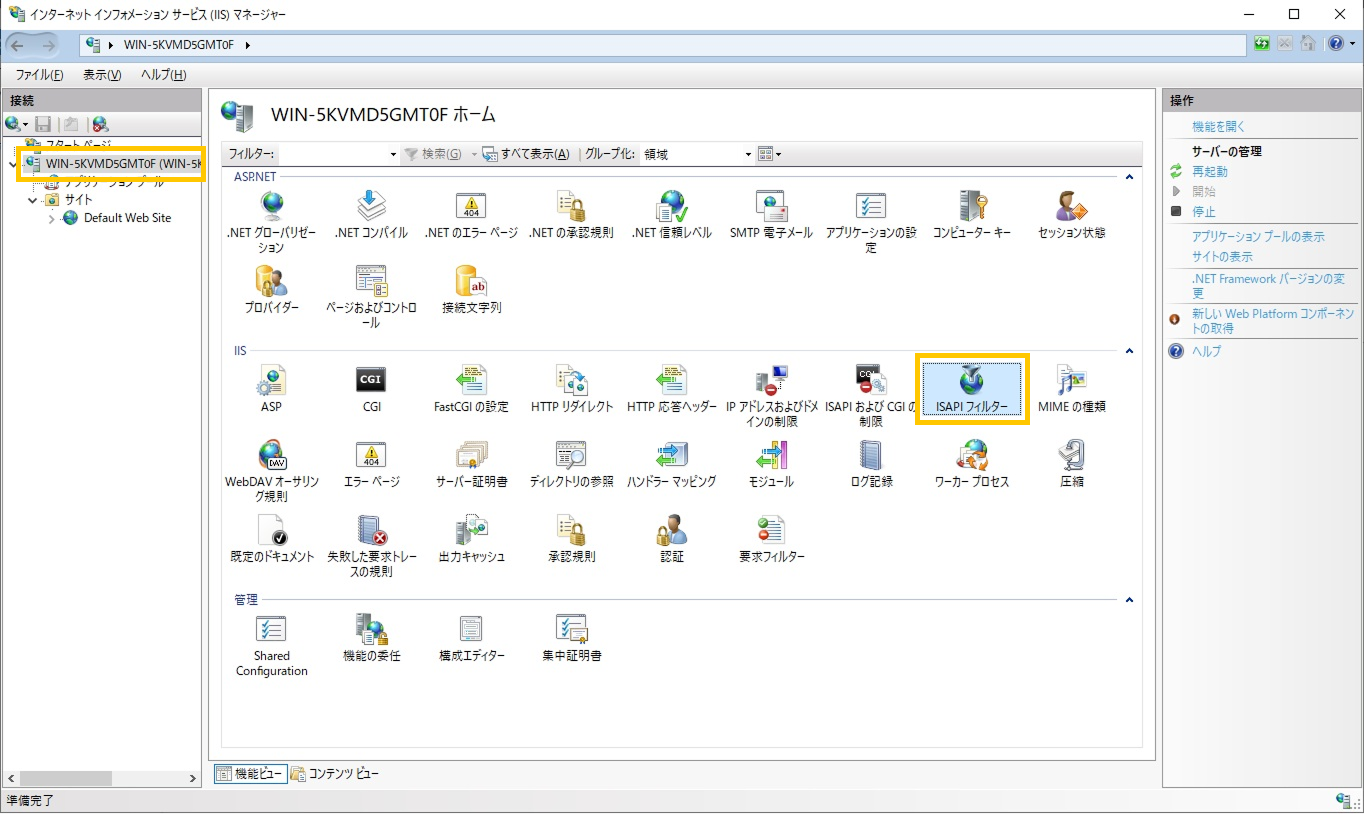 インターネット インフォメーション サービス (IIS) マネージャー
WIN-5KVMD5GMT0F
ファイル(F) 表示(V) ヘルプ(H)
接続
スタート ページ
WIN-5KVMD5GMT0F (WIN-5K
アプリケーション プール
サイト
Default Web Site
WIN-5KVMD5GMT0F ホーム
フィルター: 検索(G) すべて表示(A) グループ化: 領域
ASP.NET
.NET グローバリゼーション
.NET コンパイル
.NET のエラー ページ
.NET の承認規則
.NET 信頼レベル
SMTP 電子メール
アプリケーションの設定
コンピューター キー
セッション状態
プロバイダー
ページおよびコントロール
接続文字列
IIS
ASP
CGI
FastCGI の設定
HTTP リダイレクト
HTTP 応答ヘッダー
IP アドレスおよびドメインの制限
ISAPI および CGI の制限
ISAPI フィルター
MIME の種類
WebDAV オーサリング規則
エラー ページ
サーバー証明書
ディレクトリの参照
ハンドラー マッピング
モジュール
ログ記録
ワーカー プロセス
圧縮
既定のドキュメント
失敗した要求トレースの規則
出力キャッシュ
承認規則
認証
要求フィルター
管理
Shared Configuration
機能の委任
構成エディター
集中証明書
機能ビュー コンテンツ ビュー
操作
機能を開く
サーバーの管理
再起動
開始
停止
アプリケーション プールの表示
サイトの表示
.NET Framework バージョンの変
更
新しい Web Platform コンポーネン
トの取得
ヘルプ
準備完了